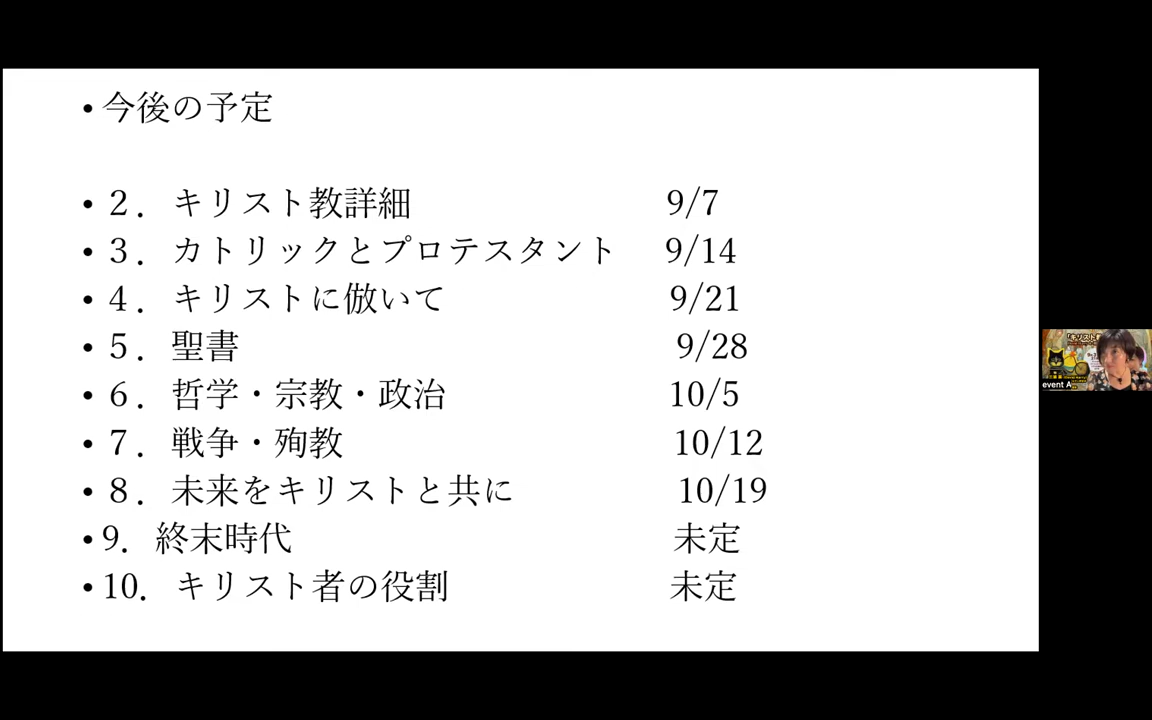 • 今後の予定
• ２．キリスト教詳細 9/7
• ３．カトリックとプロテスタント 9/14
• ４．キリストに倣いて 9/21
• ５．聖書 9/28
• ６．哲学・宗教・政治 10/5
• ７．戦争・殉教 10/12
• ８．未来をキリストと共に 10/19
• 9．終末時代 未定
• 10．キリスト者の役割 未定
event A